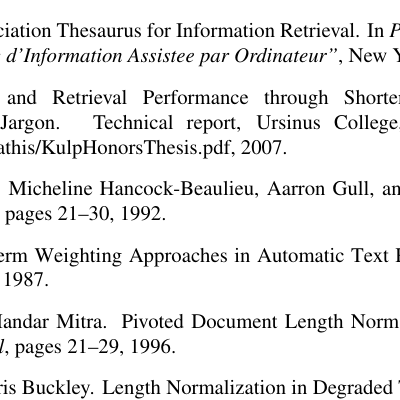 ciation Thesaurus for Information Retrieval. In
d'Information Assistee par Ordinateur", New
and Retrieval Performance through
Jargon. Technical report, Ursinus College
athis/KulpHonorsThesis.pdf, 2007.
Micheline Hancock-Beaulieu, Aarron Gull,
pages 21–30, 1992.
erm Weighting Approaches in Automatic Text
1987.
Mandar Mitra. Pivoted Document Length Norm
l, pages 21–29, 1996.
ris Buckley. Length Normalization in Degraded